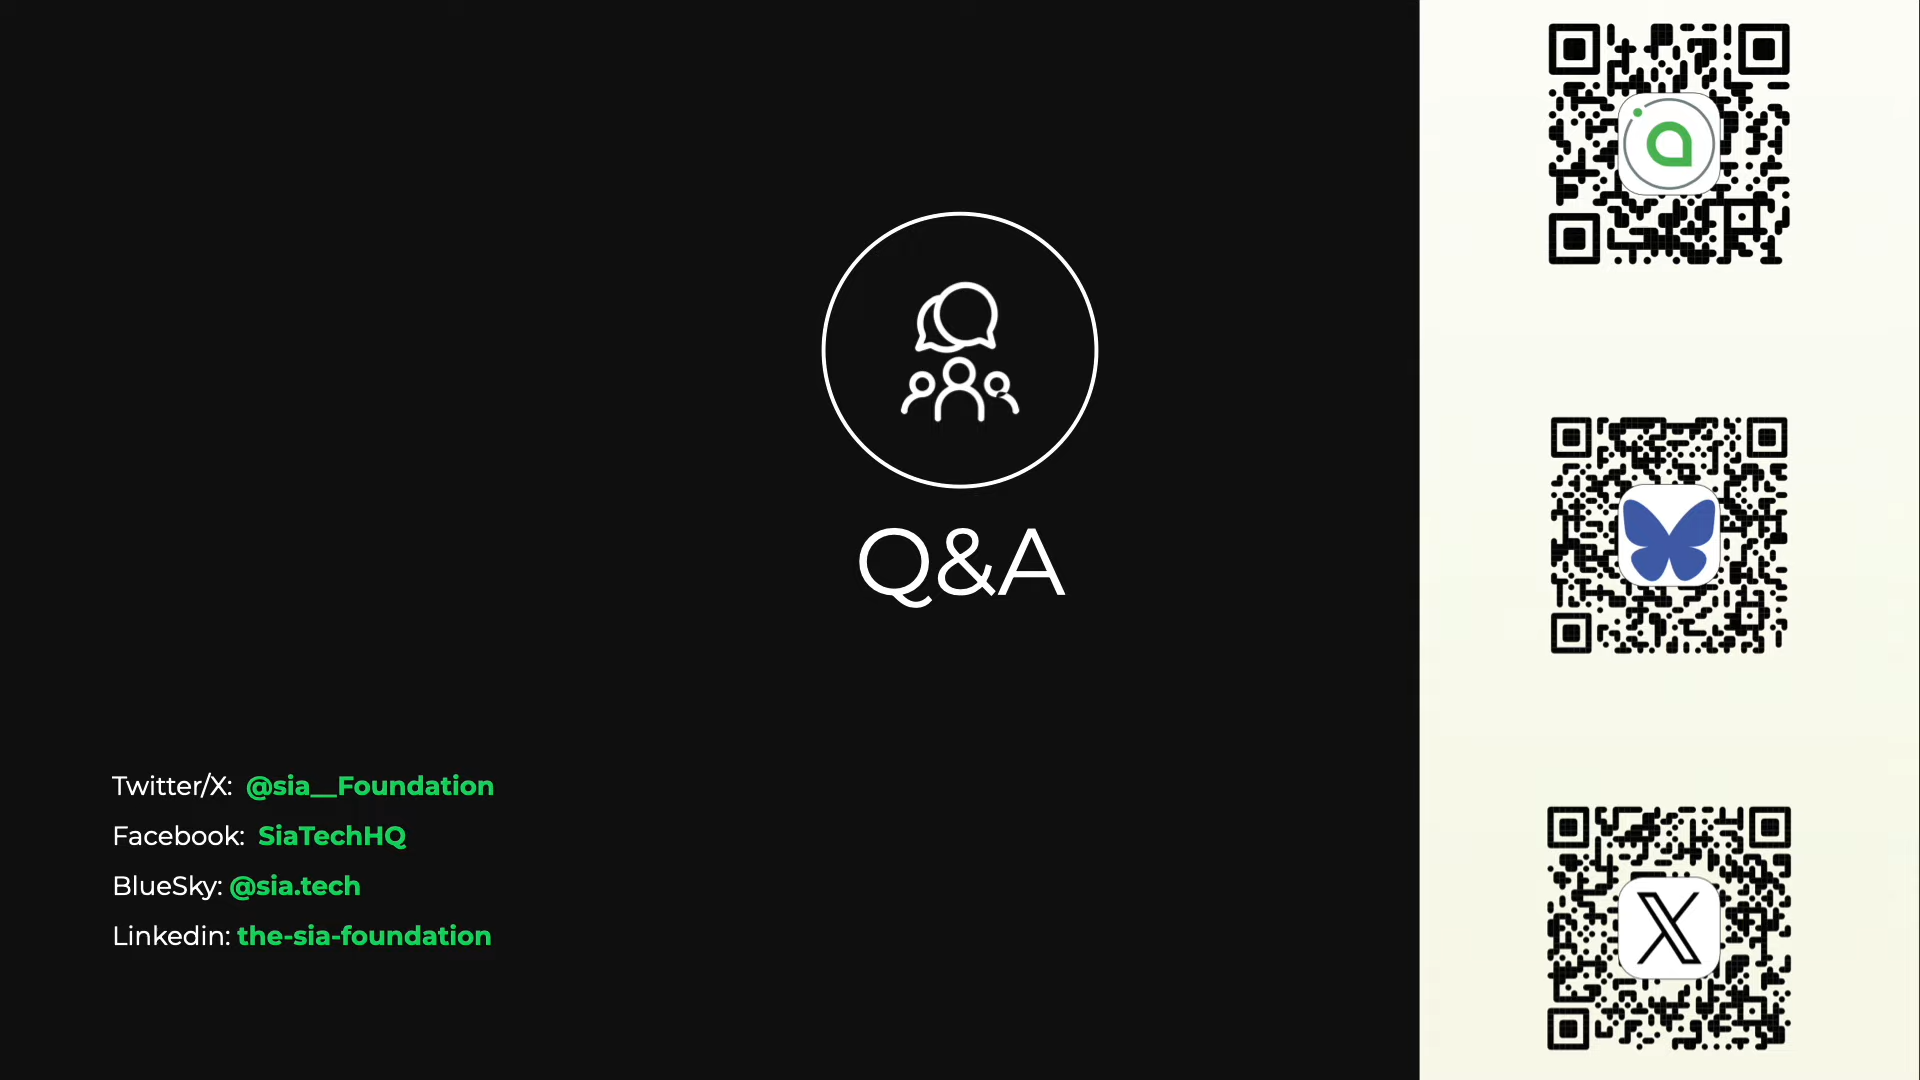 Q&A
Twitter/X: @sia__Foundation
Facebook: SiaTechHQ
BlueSky: @sia.tech
Linkedin: the-sia-foundation